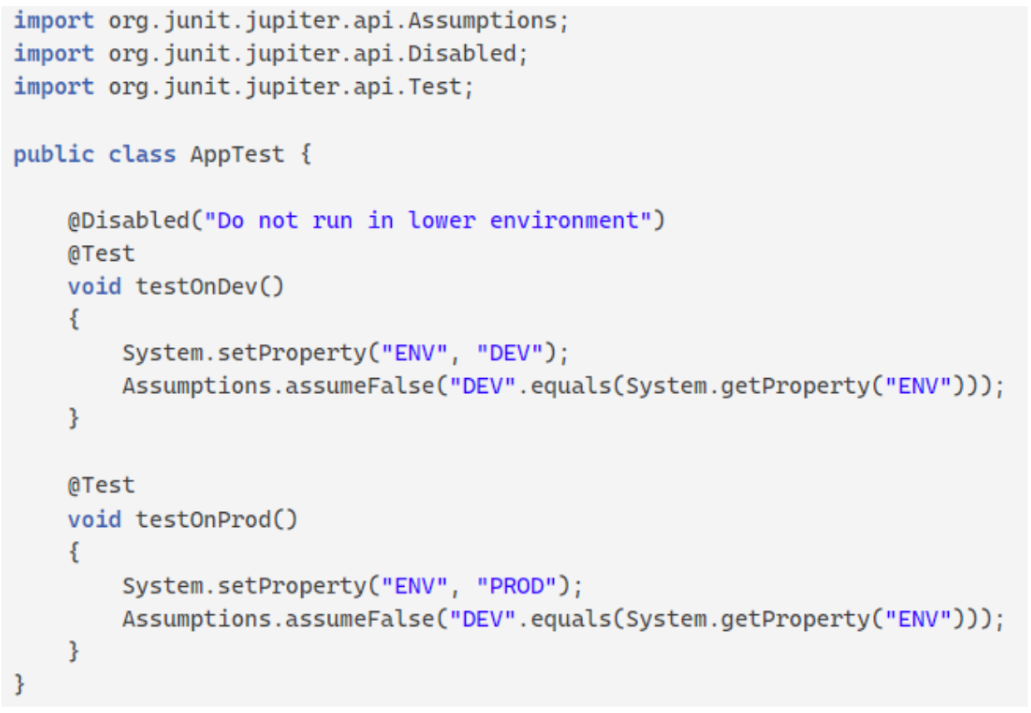 import org.junit.jupiter.api.Assumptions;
import org.junit.jupiter.api.Disabled;
import org.junit.jupiter.api.Test;
public class AppTest {
@Disabled("Do not run in lower environment")
@Test
void testOnDev()
{
System.setProperty("ENV", "DEV");
Assumptions.assumeFalse("DEV".equals(System.getProperty("ENV")));
}
@Test
void testOnProd()
{
System.setProperty("ENV", "PROD");
Assumptions.assumeFalse("DEV".equals(System.getProperty("ENV")));
}
}